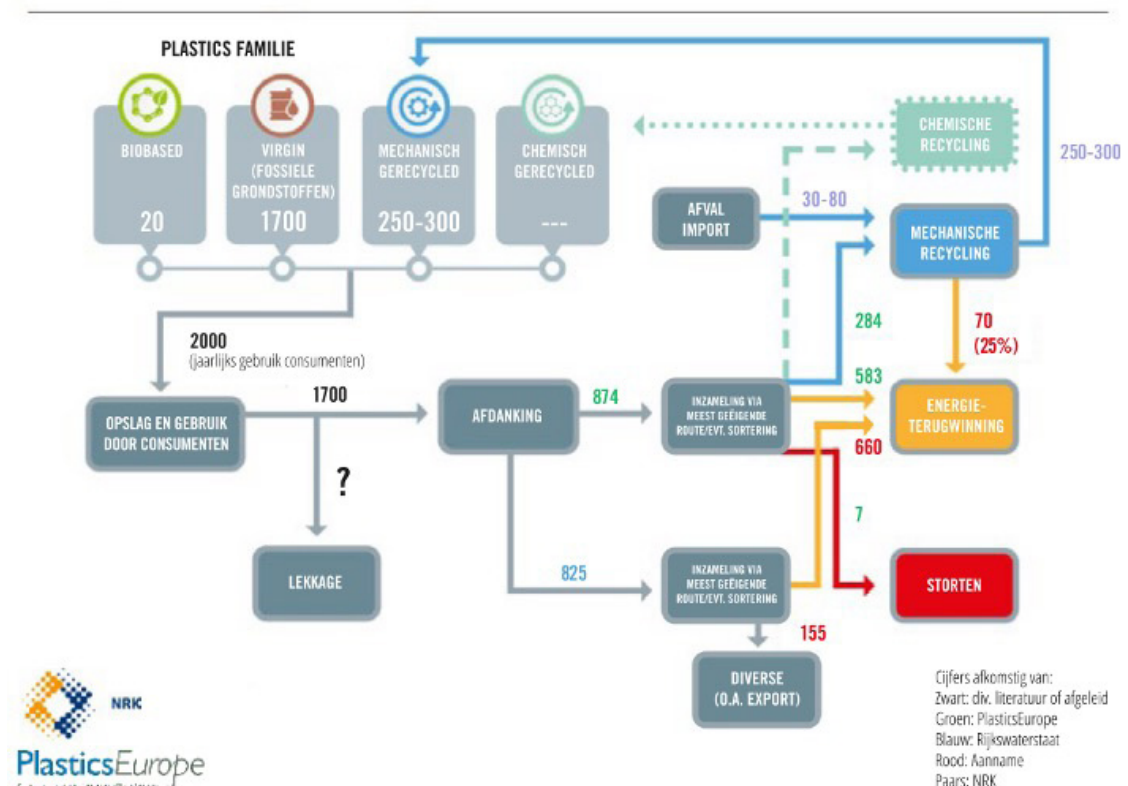 PLASTICS FAMILIE
BIOBASED
20
VIRGIN
(FOSSIELE
GRONDSTOFFEN)
1700
MECHANISCH
GERECYCLED
250-300
CHEMISCH
GERECYCLED
---
CHEMISCHE
RECYCLING
250-300
AFVAL
IMPORT
30-80
MECHANISCHE
RECYCLING
2000
(jaarlijks gebruik consumenten)
284
70
(25%)
OPSLAG EN GEBRUIK
DOOR CONSUMENTEN
1700
AFDANKING
874
INZAMELING VIA
MEEST GEËIGENDE
ROUTE/EVT. SORTERING
583
ENERGIE-
TERUGWINNING
660
?
7
LEKKAGE
825
INZAMELING VIA
MEEST GEËIGENDE
ROUTE/EVT. SORTERING
STORTEN
155
DIVERSE
(O.A. EXPORT)
NRK
PlasticsEurope
Cijfers afkomstig van:
Zwart: div. literatuur of afgeleid
Groen: PlasticsEurope
Blauw: Rijkswaterstaat
Rood: Aanname
Paars: NRK